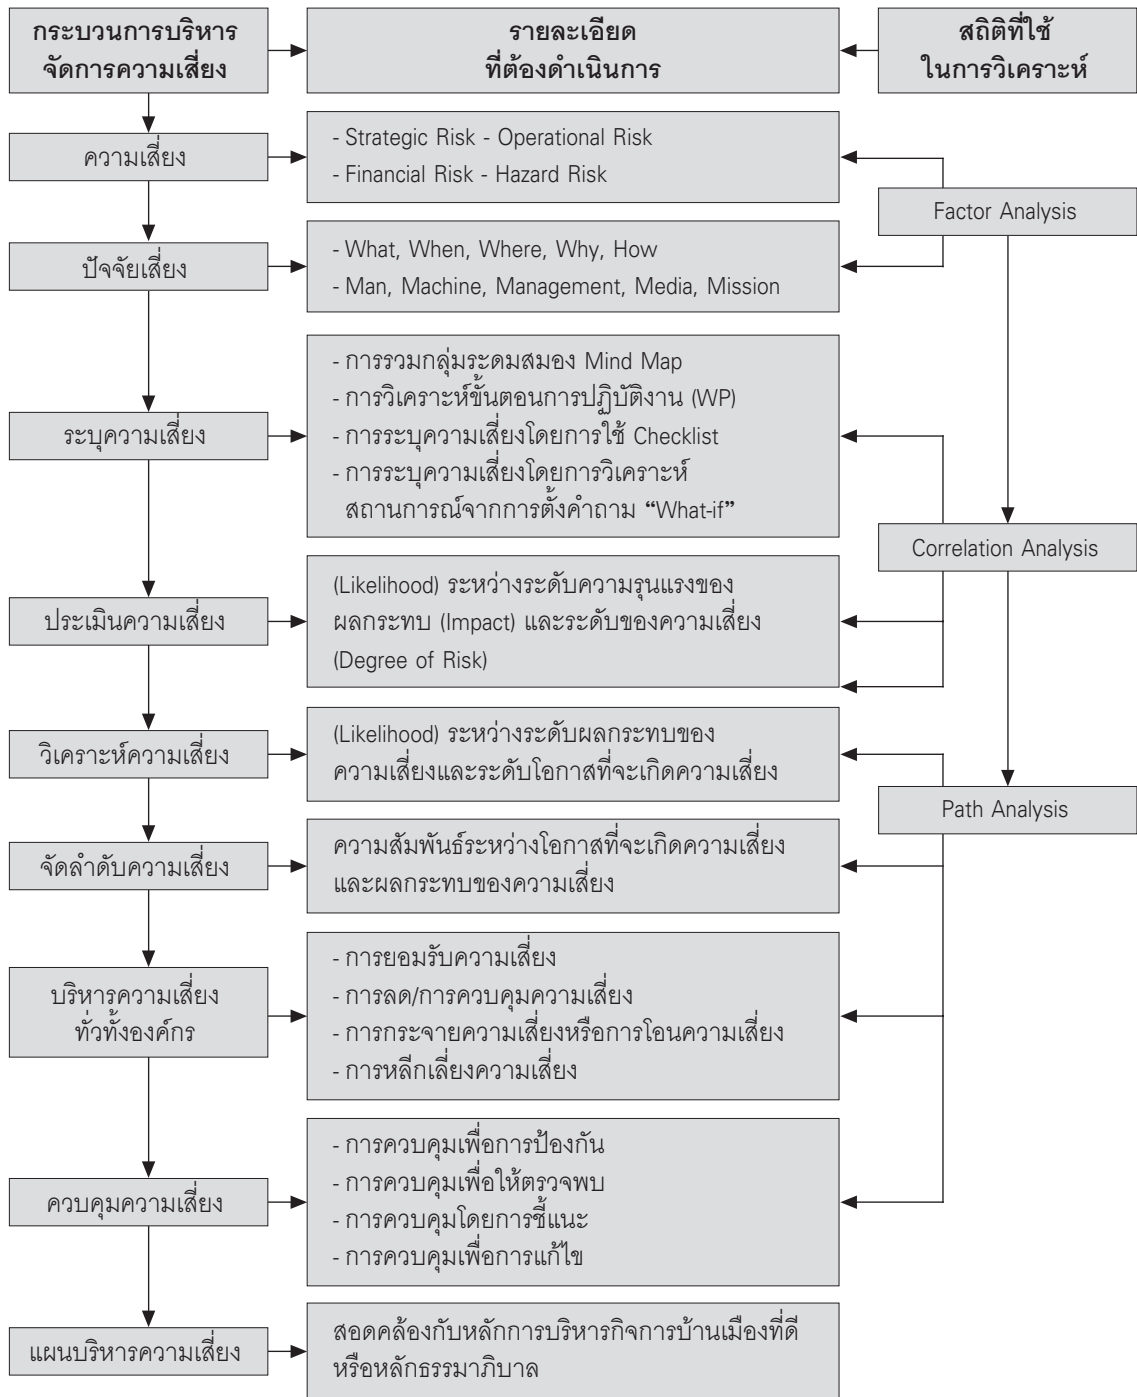 กระบวนการบริหาร
จัดการความเสี่ยง
รายละเอียด
ที่ต้องดำเนินการ
สถิติที่ใช้
ในการวิเคราะห์
ความเสี่ยง
- Strategic Risk - Operational Risk
- Financial Risk - Hazard Risk
Factor Analysis
ปัจจัยเสี่ยง
- What, When, Where, Why, How
- Man, Machine, Management, Media, Mission
ระบุความเสี่ยง
- การรวมกลุ่มระดมสมอง Mind Map
- การวิเคราะห์ขั้นตอนการปฏิบัติงาน (WP)
- การระบุความเสี่ยงโดยการใช้ Checklist
- การระบุความเสี่ยงโดยการวิเคราะห์
สถานการณ์จากการตั้งคำถาม “What-if”
Correlation Analysis
ประเมินความเสี่ยง
(Likelihood) ระหว่างระดับความรุนแรงของ
ผลกระทบ (Impact) และระดับของความเสี่ยง
(Degree of Risk)
วิเคราะห์ความเสี่ยง
(Likelihood) ระหว่างระดับผลกระทบของ
ความเสี่ยงและระดับโอกาสที่จะเกิดความเสี่ยง
Path Analysis
จัดลำดับความเสี่ยง
ความสัมพันธ์ระหว่างโอกาสที่จะเกิดความเสี่ยง
และผลกระทบของความเสี่ยง
บริหารความเสี่ยง
ทั่วทั้งองค์กร
- การยอมรับความเสี่ยง
- การลด/การควบคุมความเสี่ยง
- การกระจายความเสี่ยงหรือการโอนความเสี่ยง
- การหลีกเลี่ยงความเสี่ยง
ควบคุมความเสี่ยง
- การควบคุมเพื่อการป้องกัน
- การควบคุมเพื่อให้ตรวจพบ
- การควบคุมโดยการชี้แนะ
- การควบคุมเพื่อการแก้ไข
แผนบริหารความเสี่ยง
สอดคล้องกับหลักการบริหารกิจการบ้านเมืองที่ดี
หรือหลักธรรมาภิบาล